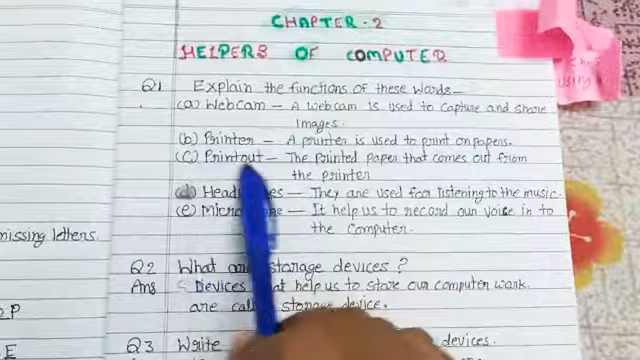 CHAPTER-2
HELPERS OF COMPUTER
Q1 Explain the functions of these words—
(a) Webcam — A webcam is used to capture and share
images.
(b) Printer — A printer is used to print on papers.
(c) Printout — The printed paper that comes out from
the printer
(d) — They are used for listening to the music.
(e) — It help us to record our voise in to
the computer.
missing letters.
Q2 What storage devices?
Ans Devices help us to store our computer work.
are storage device.
OP
E
Q3 Write devices.